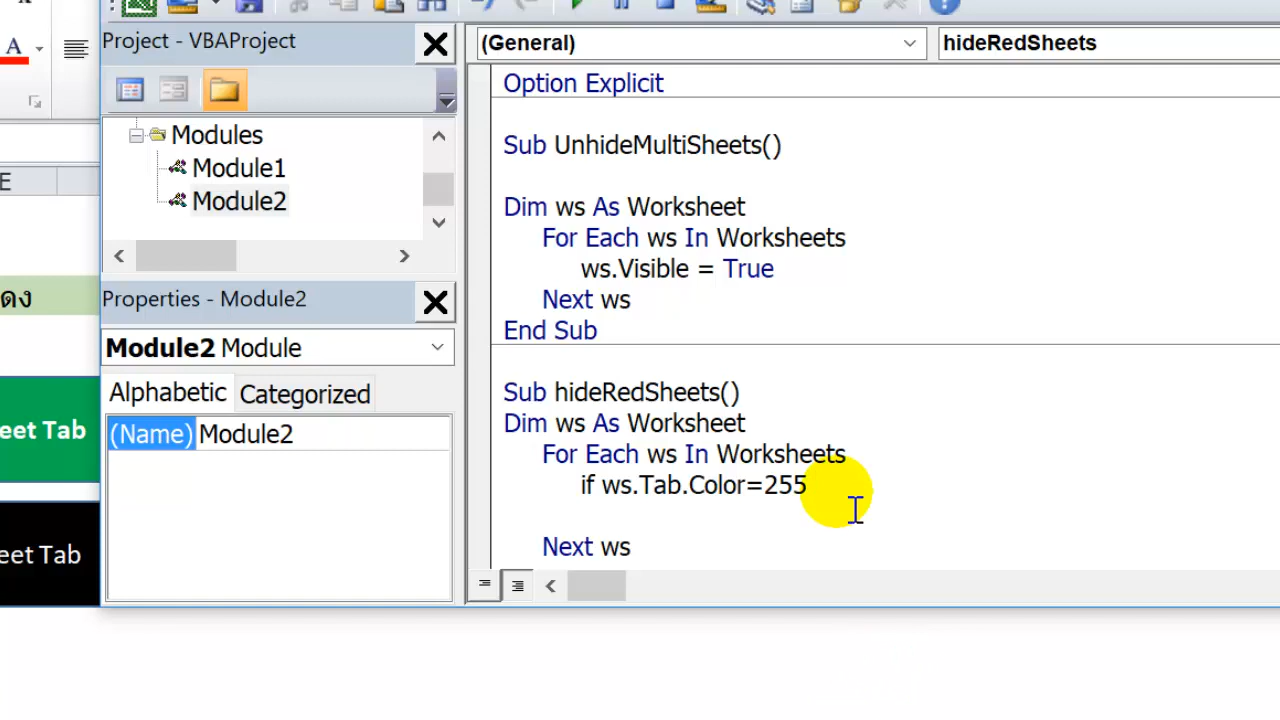 A
Project - VBAProject
(General)
hideRedSheets
Option Explicit
Modules
Sub UnhideMultiSheets()
Module1
E
Module2
Dim ws As Worksheet
For Each ws In Worksheets
ws.Visible = True
Properties - Module2
Next ws
End Sub
Module2 Module
Alphabetic
Categorized
Sub hideRedSheets()
Dim ws As Worksheet
eet Tab
(Name)
Module2
For Each ws In Worksheets
if ws.Tab.Color=255
eet Tab
Next ws